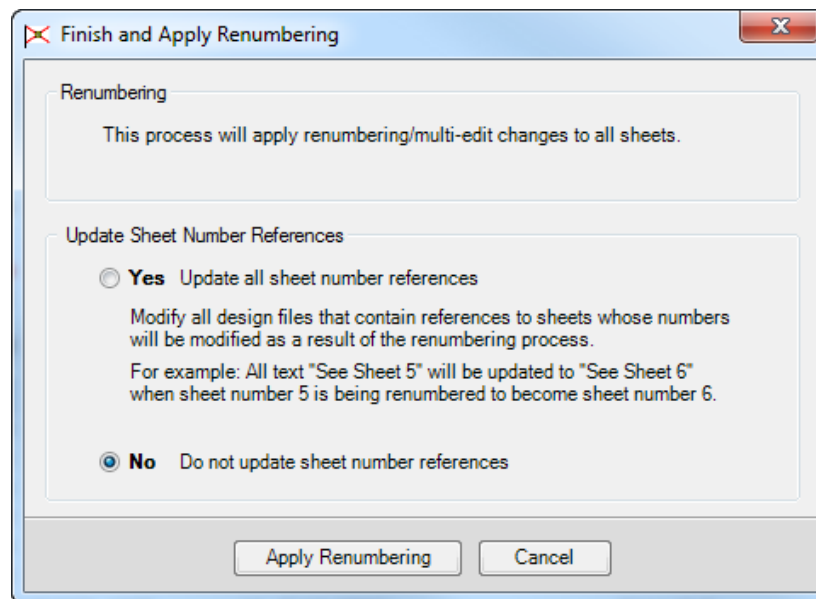 Finish and Apply Renumbering
Renumbering
This process will apply renumbering/multi-edit changes to all sheets.
Update Sheet Number References
Yes Update all sheet number references
Modify all design files that contain references to sheets whose numbers
will be modified as a result of the renumbering process.
For example: All text "See Sheet 5" will be updated to "See Sheet 6"
when sheet number 5 is being renumbered to become sheet number 6.
No Do not update sheet number references
Apply Renumbering Cancel